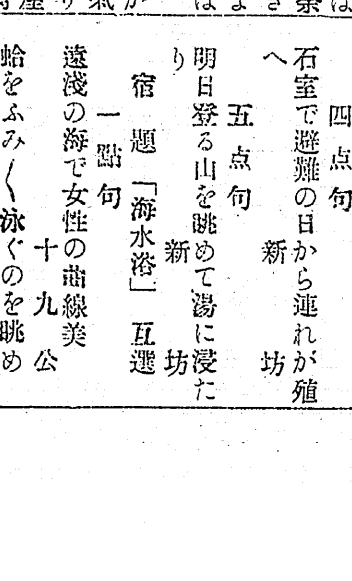 四点句
石室で避難の日から連れが殖
へ　新坊
五点句
明日登る山を眺めて湯に浸た
り　新坊
宿題「海水浴」互選
一點句
遠淺の海で女性の曲線美
十九公
蛤をふみ〱泳ぐのを眺め